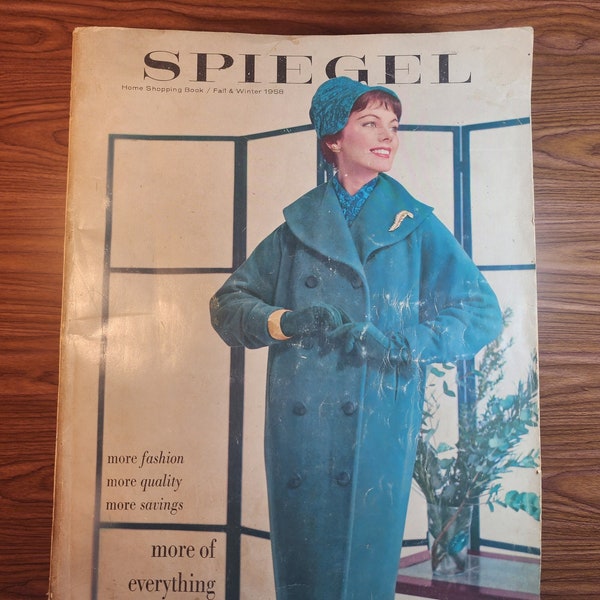 SPIEGEL
Home Shopping Book / Fall & Winter 1958
more fashion
more quality
more savings
more of
everything